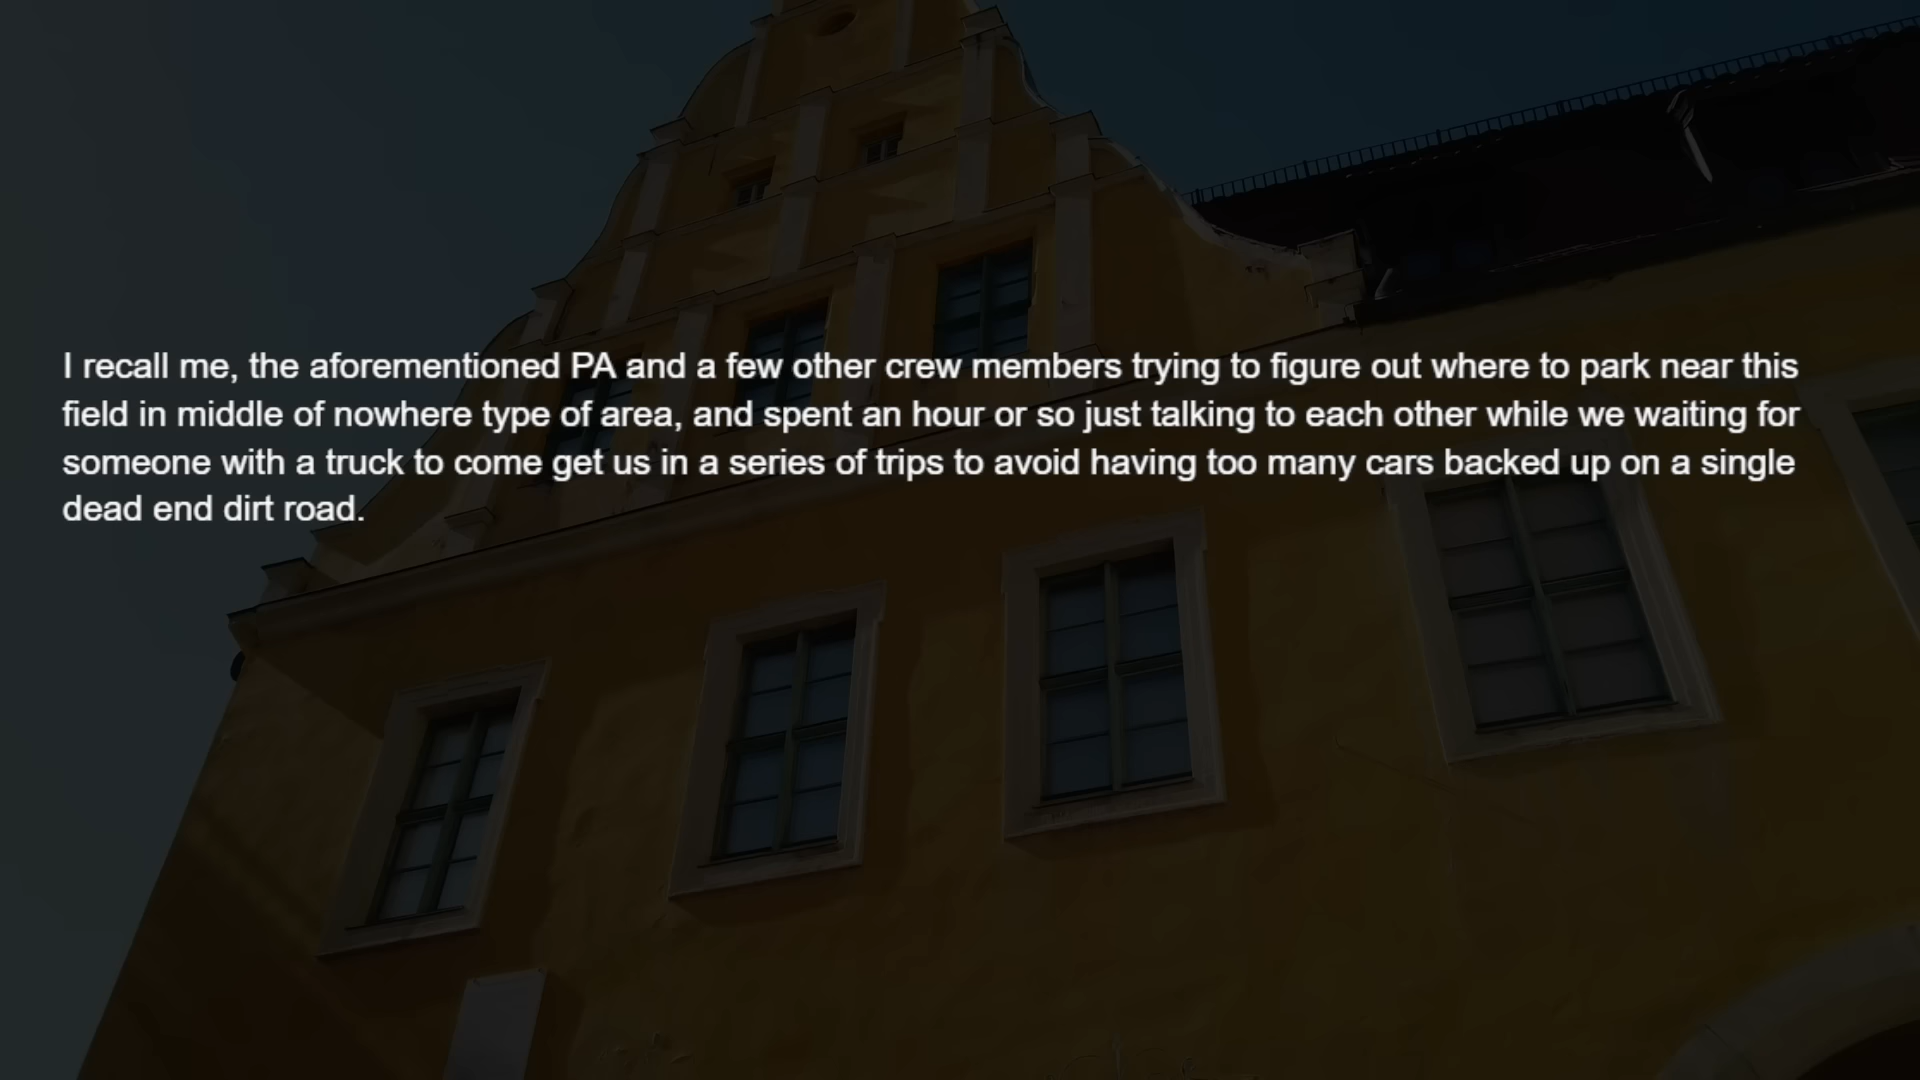 I recall me, the aforementioned PA and a few other crew members trying to figure out where to park near this
field in middle of nowhere type of area, and spent an hour or so just talking to each other while we waiting for
someone with a truck to come get us in a series of trips to avoid having too many cars backed up on a single
dead end dirt road.